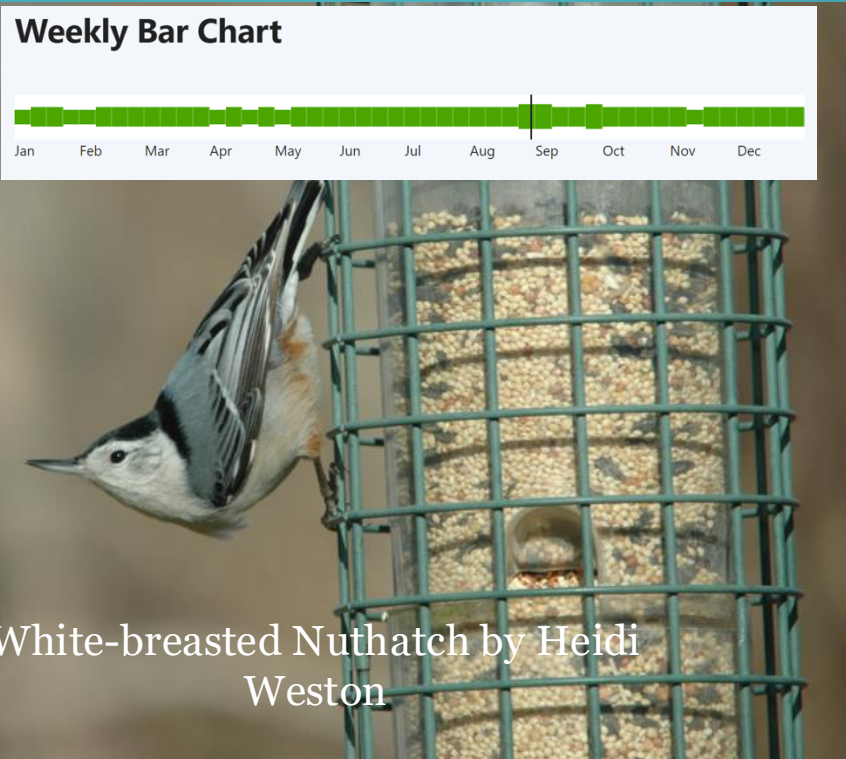 Weekly Bar Chart
Jan Feb Mar Apr May Jun Jul Aug Sep Oct Nov Dec
White-breasted Nuthatch by Heidi
Weston